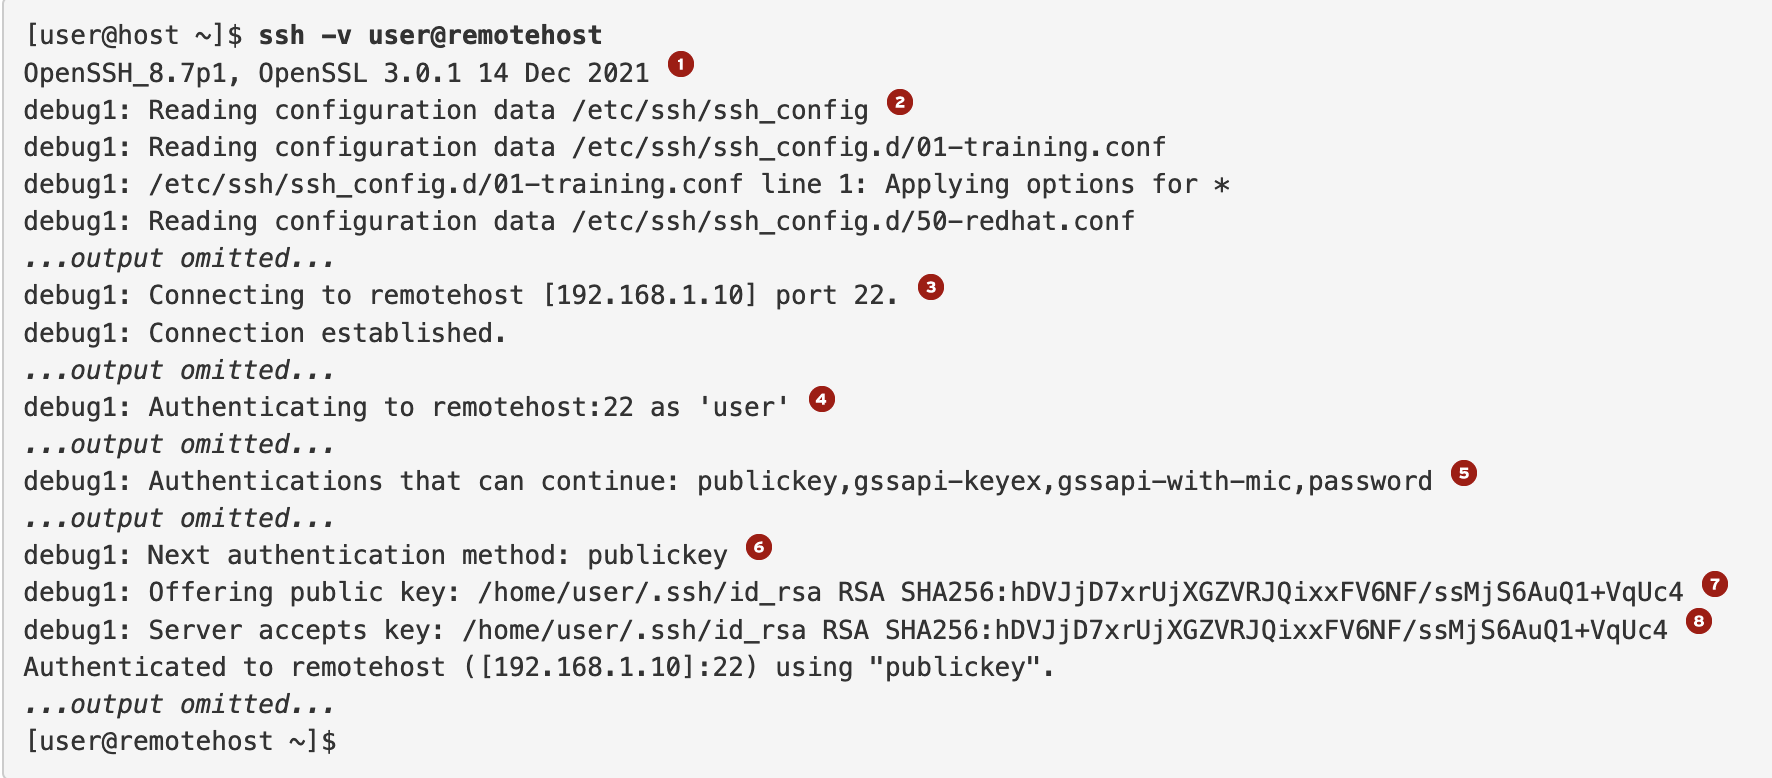 [user@host ~]$ ssh -v user@remotehost
OpenSSH_8.7p1, OpenSSL 3.0.1 14 Dec 2021 1
debug1: Reading configuration data /etc/ssh/ssh_config 2
debug1: Reading configuration data /etc/ssh/ssh_config.d/01-training.conf
debug1: /etc/ssh/ssh_config.d/01-training.conf line 1: Applying options for *
debug1: Reading configuration data /etc/ssh/ssh_config.d/50-redhat.conf
...output omitted...
debug1: Connecting to remotehost [192.168.1.10] port 22. 3
debug1: Connection established.
...output omitted...
debug1: Authenticating to remotehost:22 as 'user' 4
...output omitted...
debug1: Authentications that can continue: publickey,gssapi-keyex,gssapi-with-mic,password 5
...output omitted...
debug1: Next authentication method: publickey 6
debug1: Offering public key: /home/user/.ssh/id_rsa RSA SHA256:hDVJjD7xrUjXGZVRJQixxFV6NF/ssMjS6AuQ1+VqUc4 7
debug1: Server accepts key: /home/user/.ssh/id_rsa RSA SHA256:hDVJjD7xrUjXGZVRJQixxFV6NF/ssMjS6AuQ1+VqUc4 8
Authenticated to remotehost ([192.168.1.10]:22) using "publickey".
...output omitted...
[user@remotehost ~]$